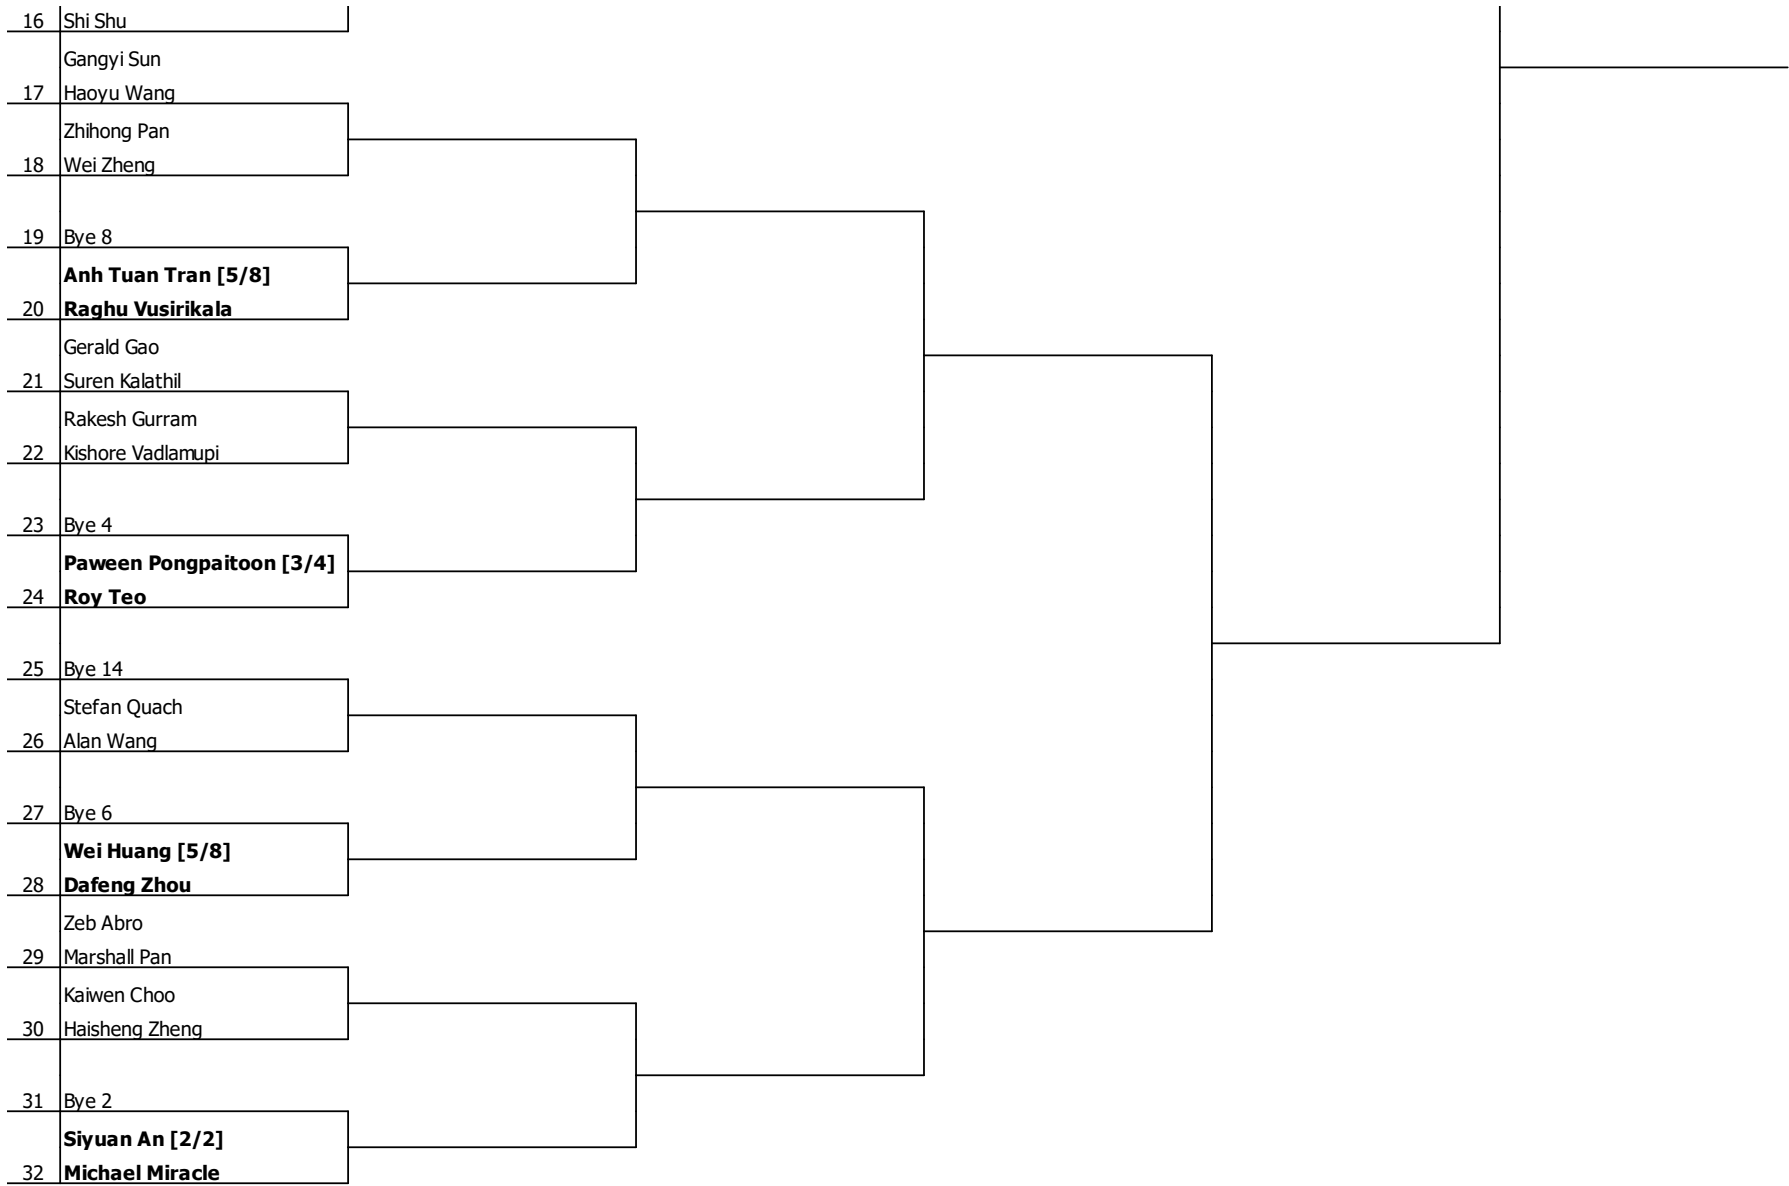 16 Shi Shu
Gangyi Sun
17 Haoyu Wang
Zhihong Pan
18 Wei Zheng
19 Bye 8
Anh Tuan Tran [5/8]
20 Raghu Vusirikala
Gerald Gao
21 Suren Kalathil
Rakesh Gurram
22 Kishore Vadlamupi
23 Bye 4
Paween Pongpaitoon [3/4]
24 Roy Teo
25 Bye 14
Stefan Quach
26 Alan Wang
27 Bye 6
Wei Huang [5/8]
28 Dafeng Zhou
Zeb Abro
29 Marshall Pan
Kaiwen Choo
30 Haisheng Zheng
31 Bye 2
Siyuan An [2/2]
32 Michael Miracle